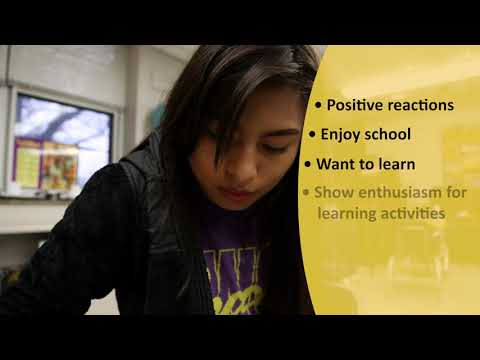 • Positive reactions
• Enjoy school
• Want to learn
• Show enthusiasm for
learning activities